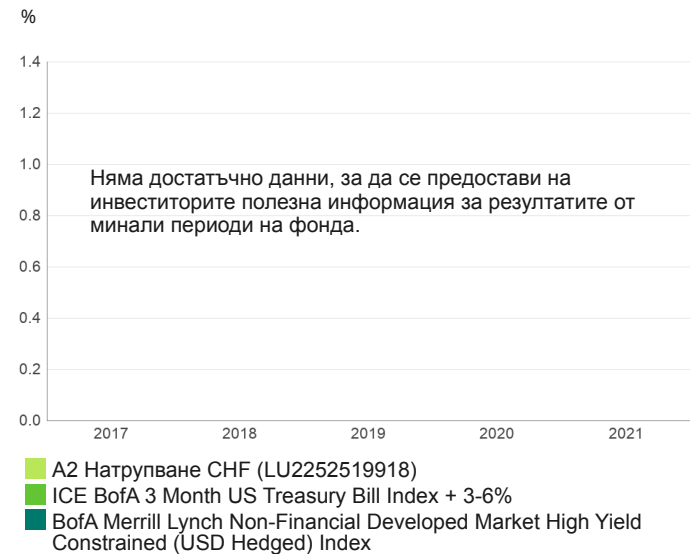 %
1.4
1.2
1.0
Няма достатъчно данни, за да се предостави на
инвеститорите полезна информация за резултатите от
0.8
минали периоди на фонда.
0.6
0.4
0.2
0.0
2017 2018 2019 2020 2021
A2 Натрупване CHF (LU2252519918)
ICE BofA 3 Month US Treasury Bill Index + 3-6%
BofA Merrill Lynch Non-Financial Developed Market High Yield
Constrained (USD Hedged) Index